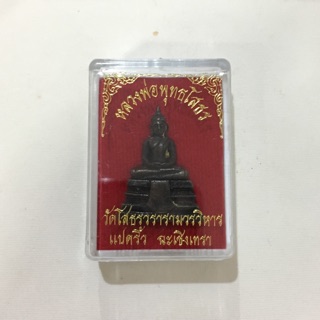 หลวงพ่อพุทธโสธร
วัดโสธรวรารามวรวิหาร
แปดริ้ว ฉะเชิงเทรา